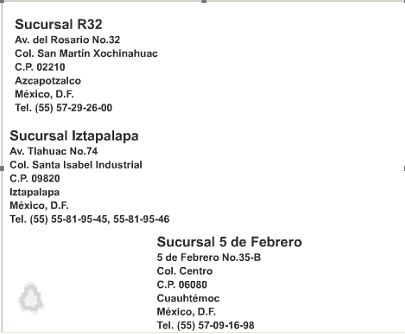 Sucursal R32
Av. del Rosario No.32
Col. San Martín Xochinahuac
C.P. 02210
Azcapotzalco
México, D.F.
Tel. (55) 57-29-26-00
Sucursal Iztapalapa
Av. Tlahuac No.74
Col. Santa Isabel Industrial
C.P. 09820
Iztapalapa
México, D.F.
Tel. (55) 55-81-95-45, 55-81-95-46
Sucursal 5 de Febrero
5 de Febrero No.35-B
Col. Centro
C.P. 06080
Cuauhtémoc
México, D.F.
Tel. (55) 57-09-16-98